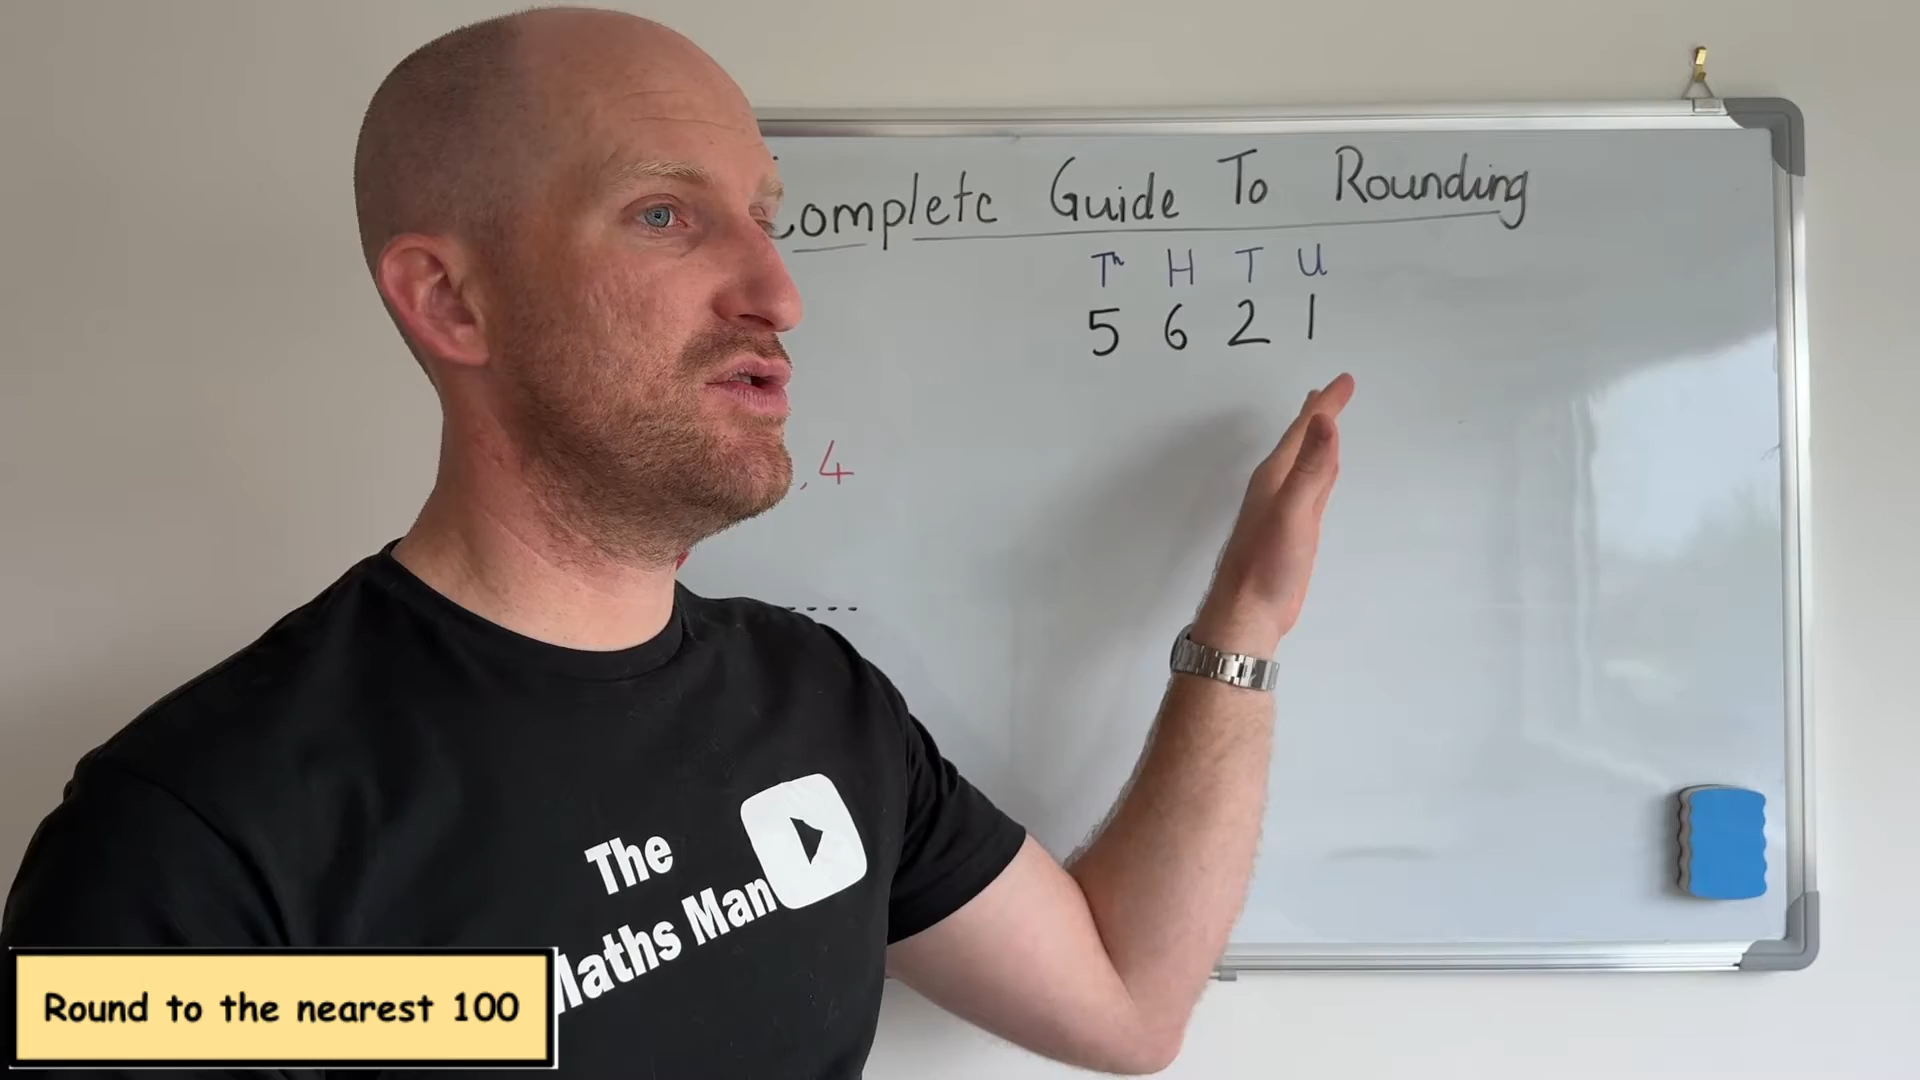 Complete Guide To Rounding
Th H T U
5 6 2 1
, 4
The
Maths Man
Round to the nearest 100